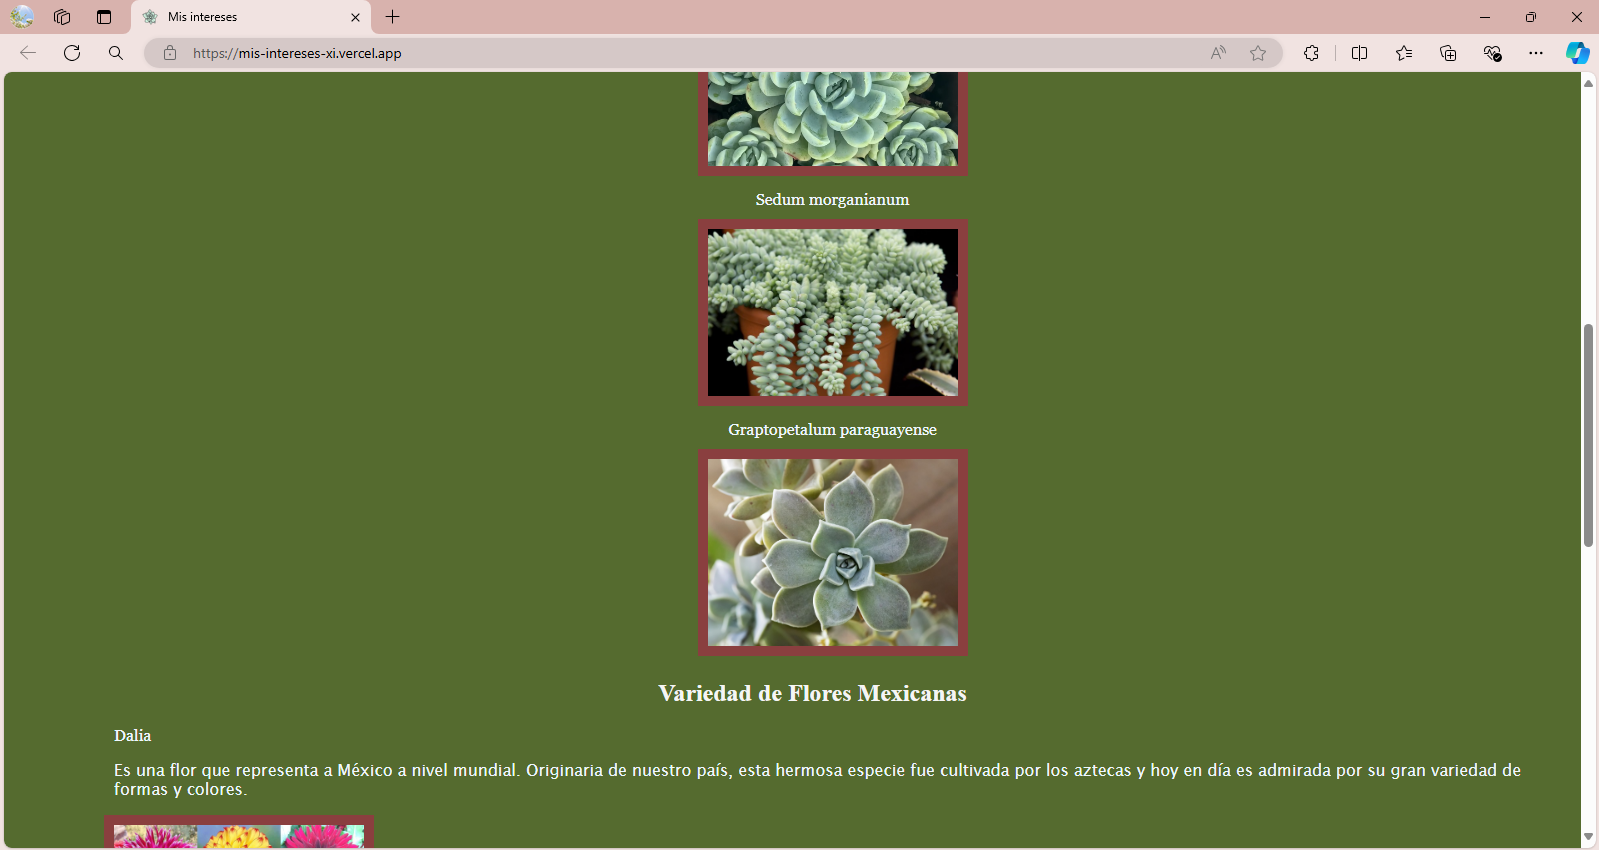 Mis intereses
https://mis-intereses-xi.vercel.app
Sedum morganianum
Graptopetalum paraguayense
Variedad de Flores Mexicanas
Dalia
Es una flor que representa a México a nivel mundial. Originaria de nuestro país, esta hermosa especie fue cultivada por los aztecas y hoy en día es admirada por su gran variedad de
formas y colores.